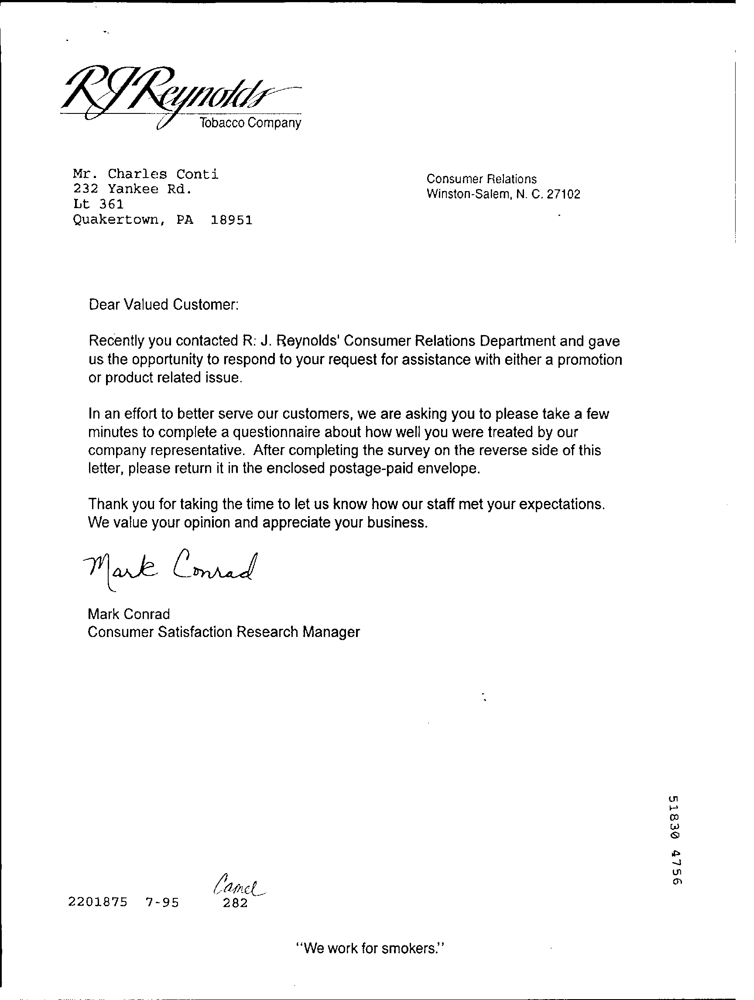 RJReynolds
Tobacco Company
Mr. Charles Conti
232 Yankee Rd.
Lt 361
Quakertown, PA 18951
Consumer Relations
Winston-Salem, N. C. 27102
Dear Valued Customer:
Recently you contacted R. J. Reynolds' Consumer Relations Department and gave
us the opportunity to respond to your request for assistance with either a promotion
or product related issue.
In an effort to better serve our customers, we are asking you to please take a few
minutes to complete a questionnaire about how well you were treated by our
company representative. After completing the survey on the reverse side of this
letter, please return it in the enclosed postage-paid envelope.
Thank you for taking the time to let us know how our staff met your expectations.
We value your opinion and appreciate your business.
Mark Conrad
Mark Conrad
Consumer Satisfaction Research Manager
51830 4756
Camel
2201875 7-95 282
"We work for smokers."